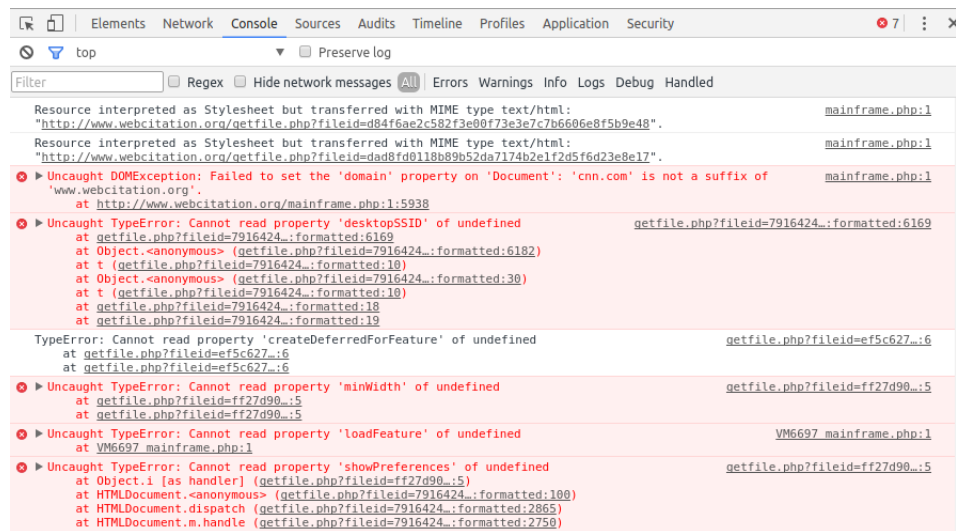 Elements Network Console Sources Audits Timeline Profiles Application Security 7
top Preserve log
Filter Regex Hide network messages All Errors Warnings Info Logs Debug Handled
Resource interpreted as Stylesheet but transferred with MIME type text/html: mainframe.php:1
"http://www.webcitation.org/getfile.php?fileid=d84f6ae2c582f3e00f73e3e7c7b6606e8f5b9e48".
Resource interpreted as Stylesheet but transferred with MIME type text/html: mainframe.php:1
"http://www.webcitation.org/getfile.php?fileid=dad8fd0118b89b52da7174b2e1f2d5f6d23e8e17".
Uncaught DOMException: Failed to set the 'domain' property on 'Document': 'cnn.com' is not a suffix of mainframe.php:1
'www.webcitation.org'.
at http://www.webcitation.org/mainframe.php:1:5938
Uncaught TypeError: Cannot read property 'desktopSSID' of undefined getfile.php?fileid=7916424…:formatted:6169
at getfile.php?fileid=7916424…:formatted:6169
at Object.<anonymous> (getfile.php?fileid=7916424…:formatted:6182)
at t (getfile.php?fileid=7916424…:formatted:10)
at Object.<anonymous> (getfile.php?fileid=7916424…:formatted:30)
at t (getfile.php?fileid=7916424…:formatted:10)
at getfile.php?fileid=7916424…:formatted:18
at getfile.php?fileid=7916424…:formatted:19
TypeError: Cannot read property 'createDeferredForFeature' of undefined getfile.php?fileid=ef5c627…:6
at getfile.php?fileid=ef5c627…:6
at getfile.php?fileid=ef5c627…:6
Uncaught TypeError: Cannot read property 'minWidth' of undefined getfile.php?fileid=ff27d90…:5
at getfile.php?fileid=ff27d90…:5
at getfile.php?fileid=ff27d90…:5
Uncaught TypeError: Cannot read property 'loadFeature' of undefined VM6697 mainframe.php:1
at VM6697 mainframe.php:1
Uncaught TypeError: Cannot read property 'showPreferences' of undefined getfile.php?fileid=ff27d90…:5
at Object.i [as handler] (getfile.php?fileid=ff27d90…:5)
at HTMLDocument.<anonymous> (getfile.php?fileid=7916424…:formatted:100)
at HTMLDocument.dispatch (getfile.php?fileid=7916424…:formatted:2865)
at HTMLDocument.m.handle (getfile.php?fileid=7916424…:formatted:2750)